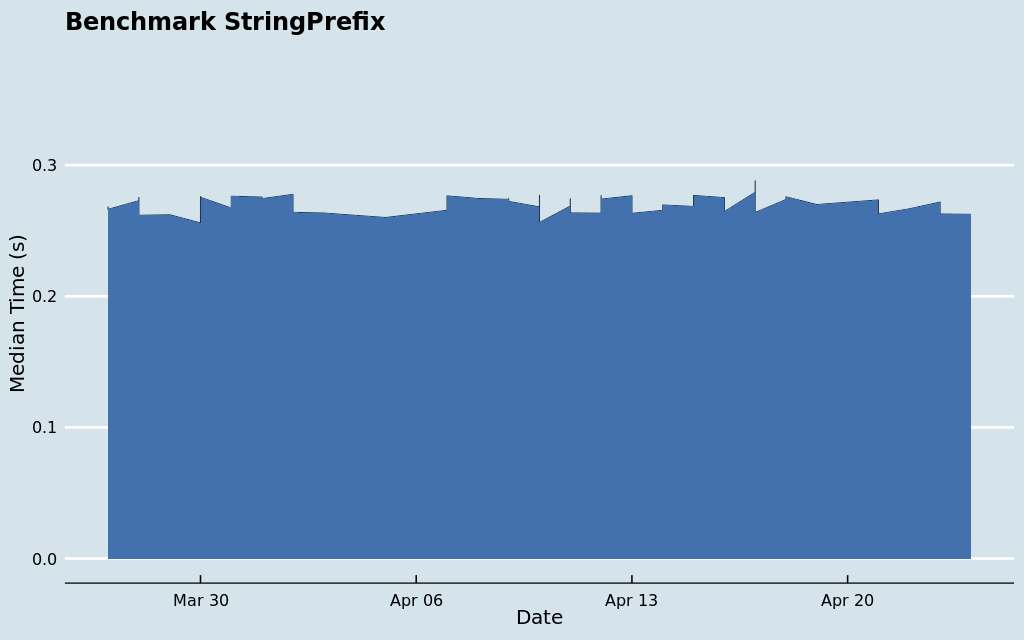 Benchmark StringPrefix
Median Time (s)
0.3
0.2
0.1
0.0
Mar 30
Apr 06
Apr 13
Apr 20
Date